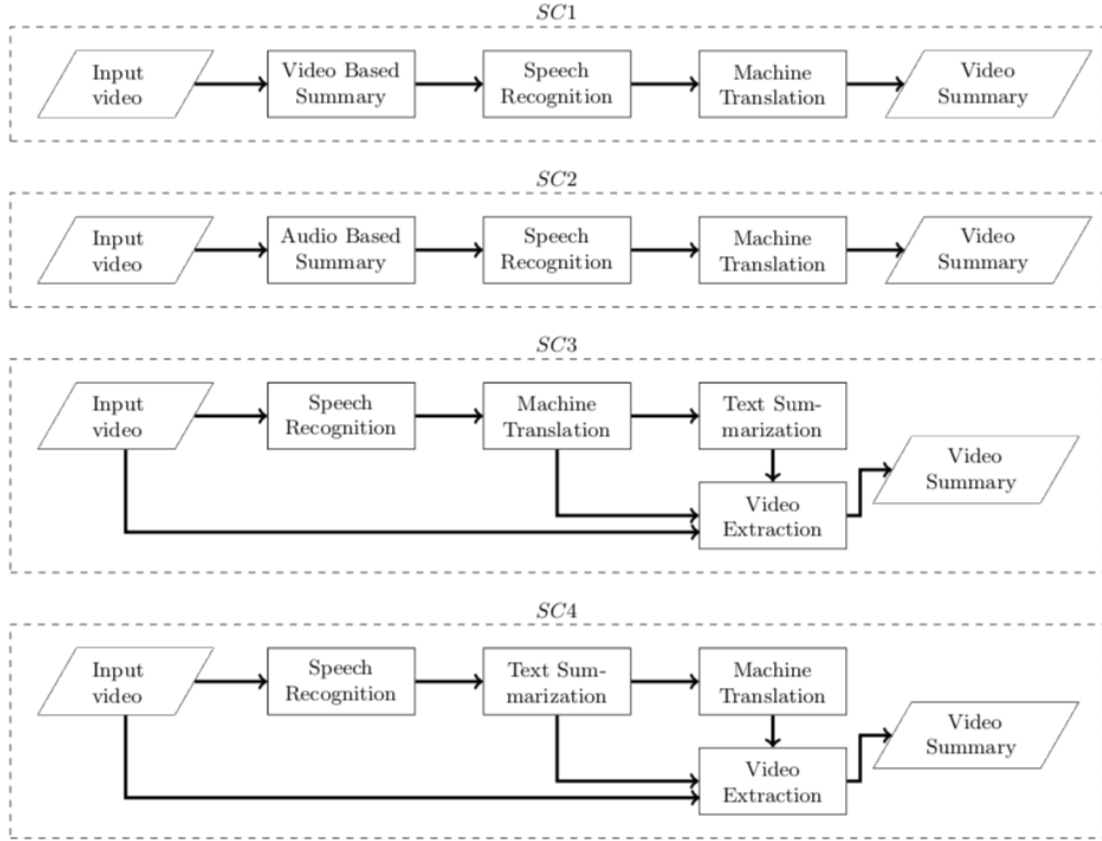 SC1
Input
video
Video Based
Summary
Speech
Recognition
Machine
Translation
Video
Summary
SC2
Input
video
Audio Based
Summary
Speech
Recognition
Machine
Translation
Video
Summary
SC3
Input
video
Speech
Recognition
Machine
Translation
Text Sum-
marization
Video
Extraction
Video
Summary
SC4
Input
video
Speech
Recognition
Text Sum-
marization
Machine
Translation
Video
Extraction
Video
Summary